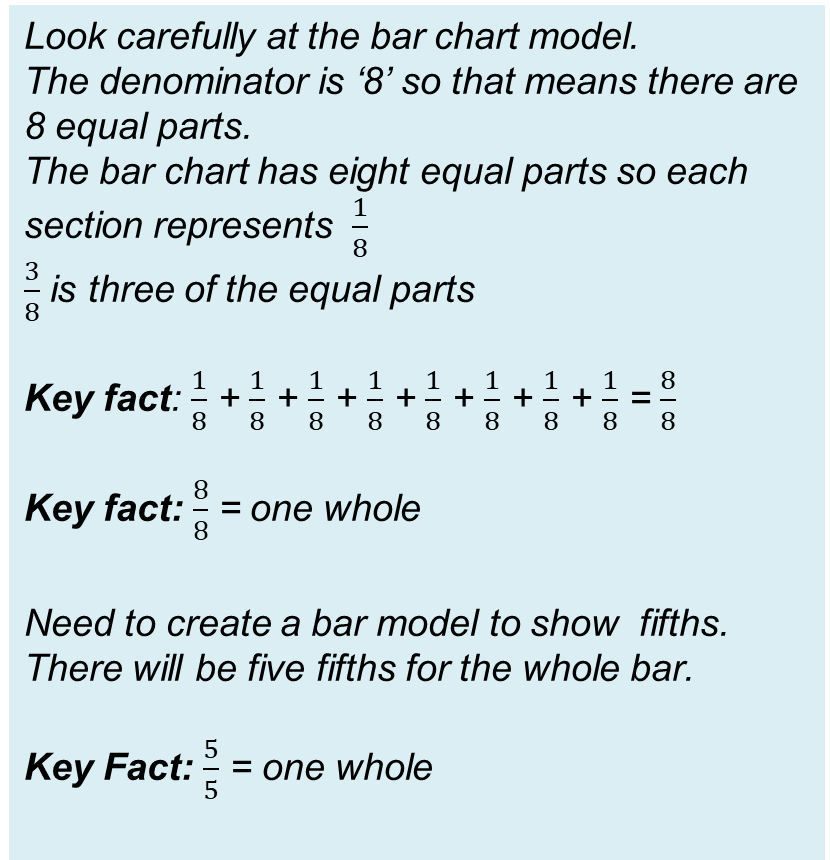 Look carefully at the bar chart model.
The denominator is ‘8’ so that means there are
8 equal parts.
The bar chart has eight equal parts so each
section represents 1/8
3/8 is three of the equal parts
Key fact: 1/8 + 1/8 + 1/8 + 1/8 + 1/8 + 1/8 + 1/8 + 1/8 = 8/8
Key fact: 8/8 = one whole
Need to create a bar model to show fifths.
There will be five fifths for the whole bar.
Key Fact: 5/5 = one whole